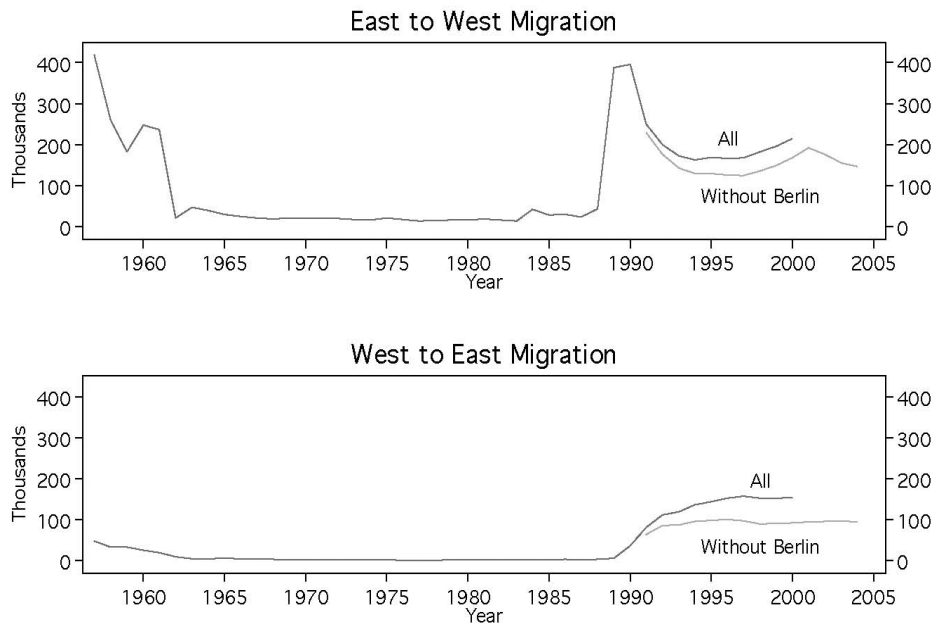 East to West Migration
Thousands
400 400
300 300
200 200
100 100
0 0
All
Without Berlin
1960 1965 1970 1975 1980 1985 1990 1995 2000 2005
Year
West to East Migration
Thousands
400 400
300 300
200 200
100 100
0 0
All
Without Berlin
1960 1965 1970 1975 1980 1985 1990 1995 2000 2005
Year